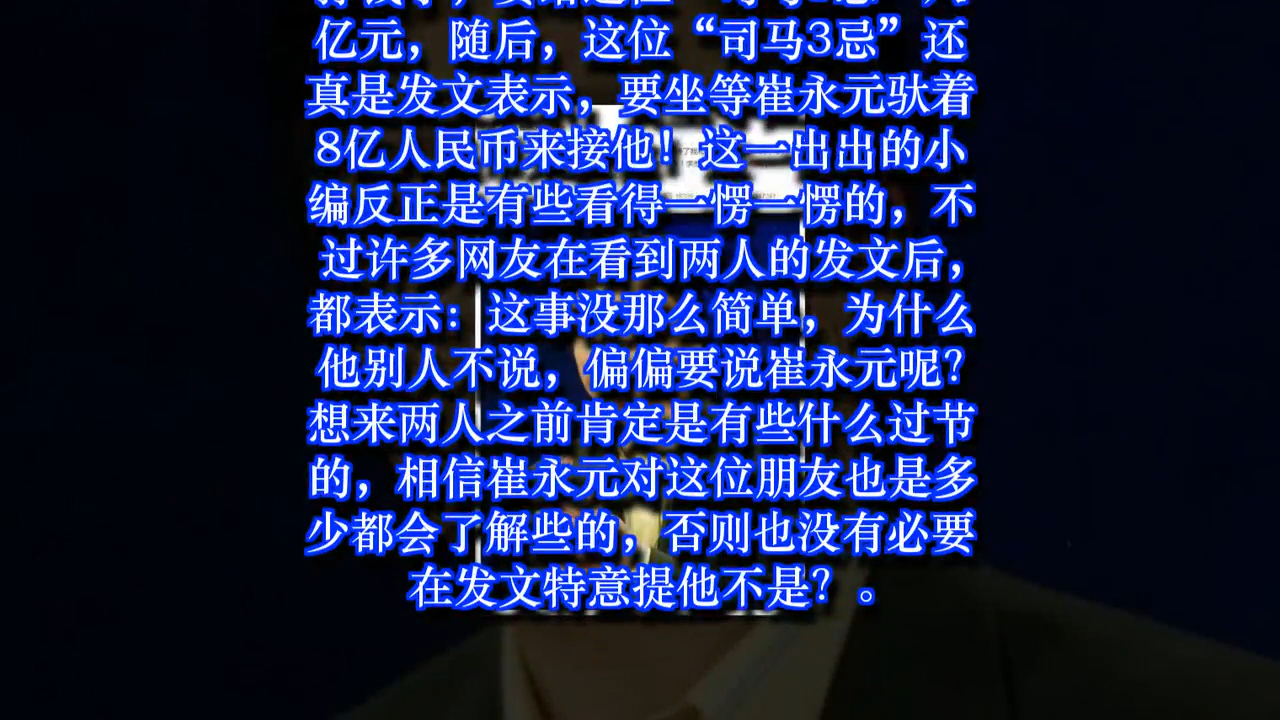 亿元，随后，这位“司马3忌”还
真是发文表示，要坐等崔永元驮着
8亿人民币来接他！这一出出的小
编反正是有些看得一愣一愣的，不
过许多网友在看到两人的发文后，
都表示：这事没那么简单，为什么
他别人不说，偏偏要说崔永元呢？
想来两人之前肯定是有些什么过节
的，相信崔永元对这位朋友也是多
少都会了解些的，否则也没有必要
在发文特意提他不是？。